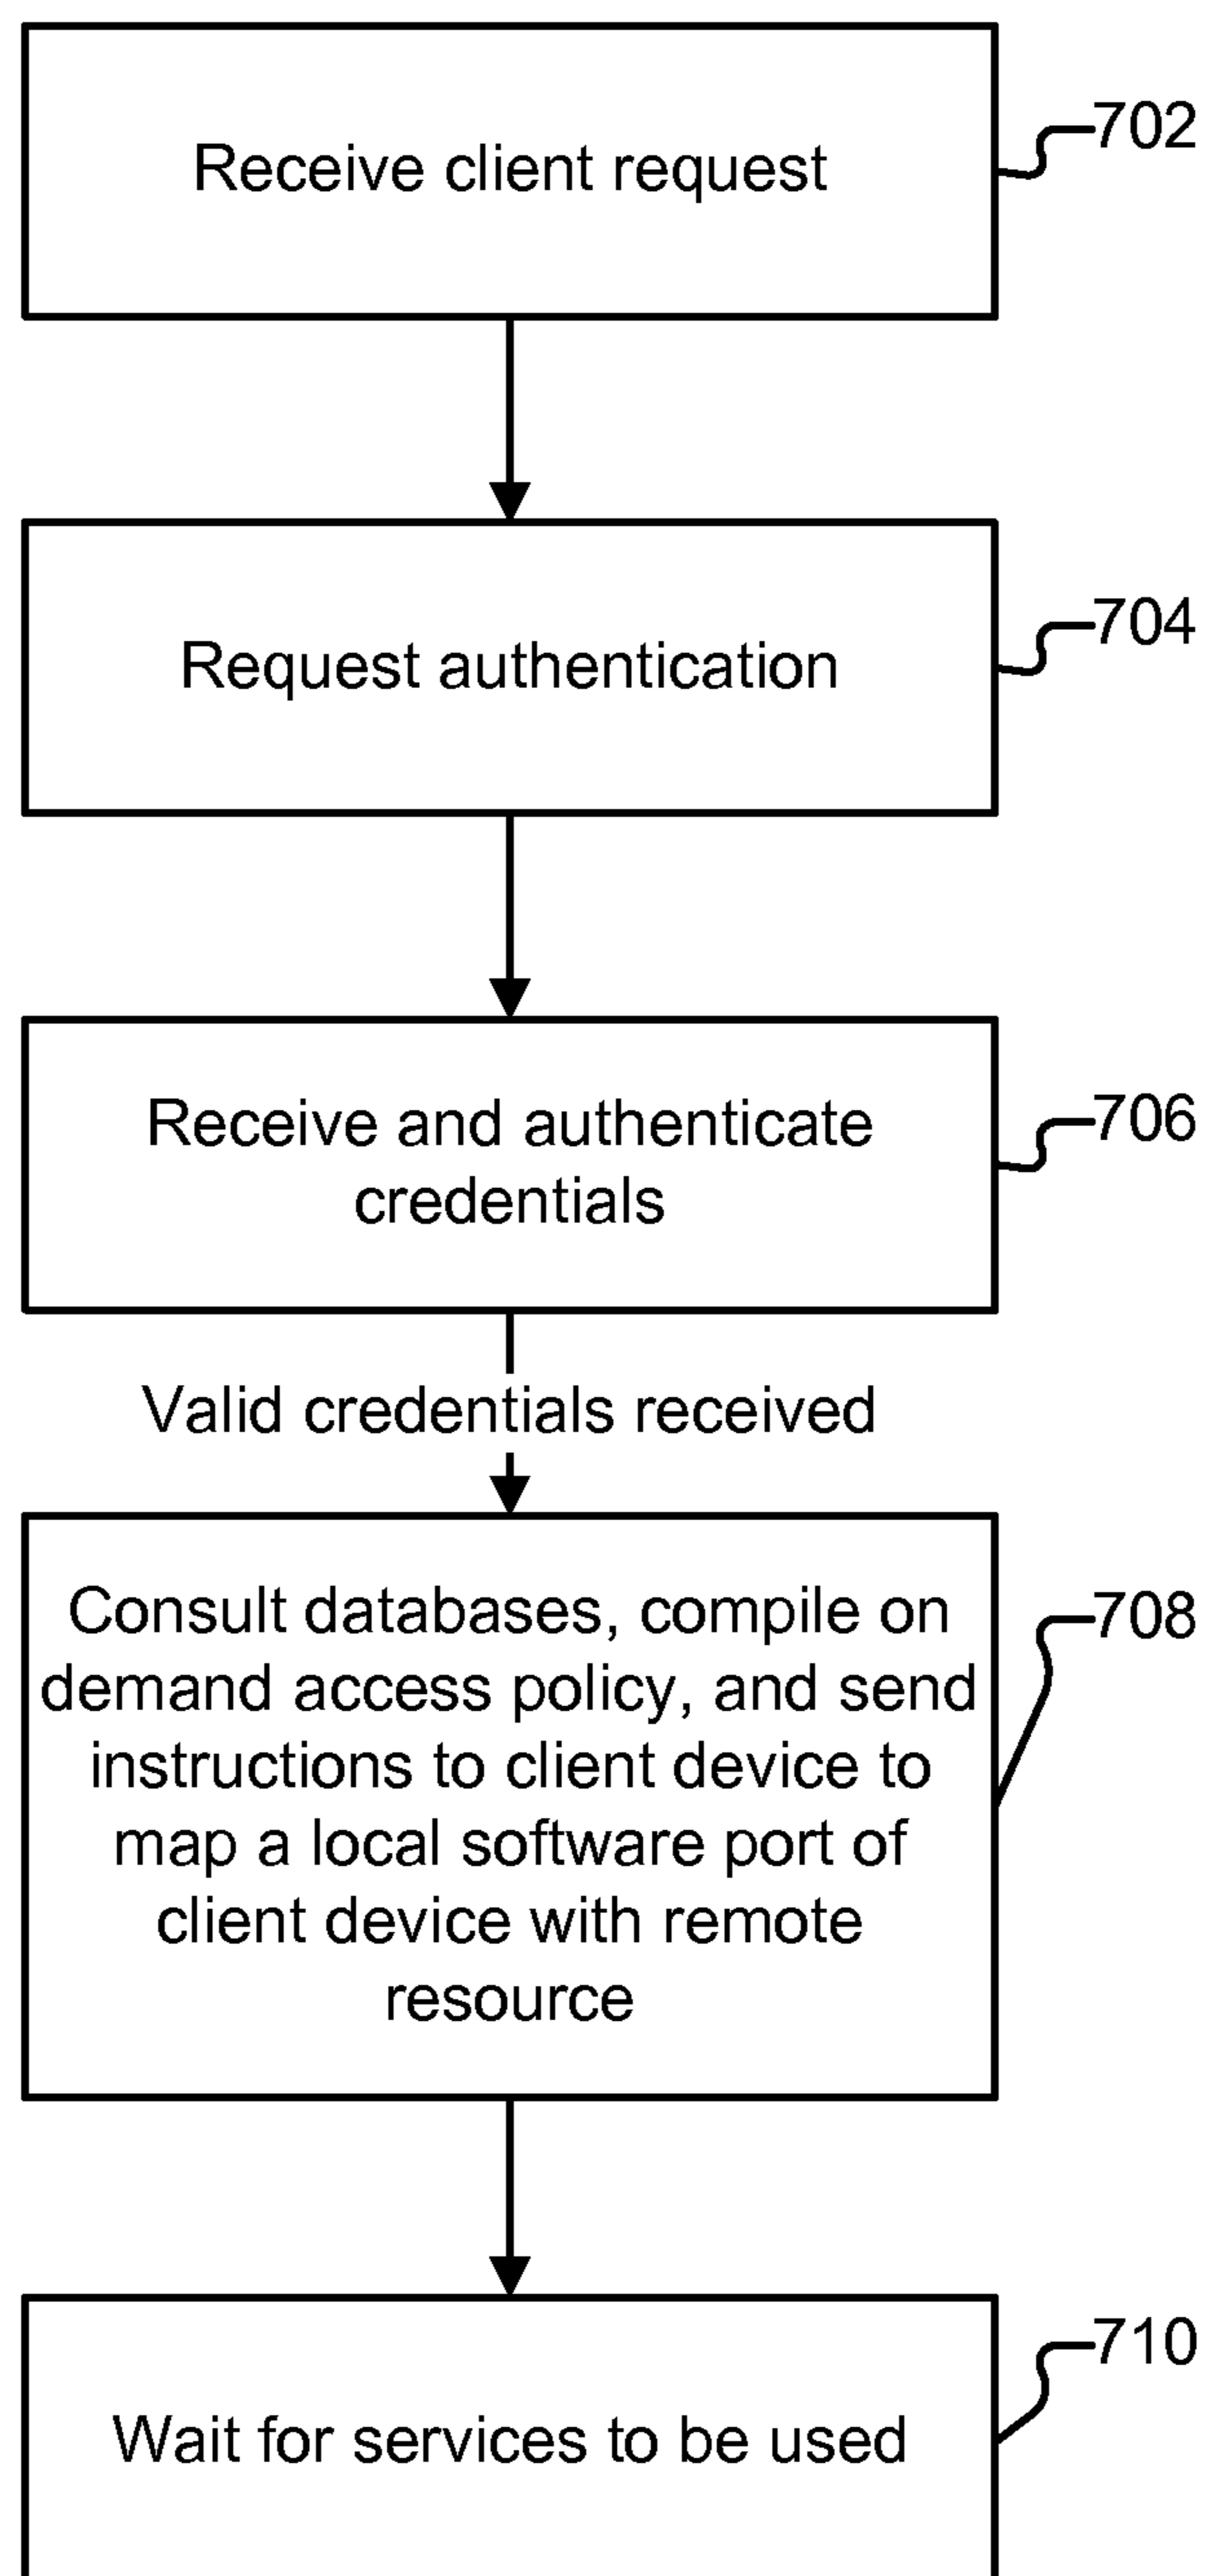 Receive client request
702
Request authentication
704
Receive and authenticate
credentials
706
Valid credentials received
Consult databases, compile on
demand access policy, and send
instructions to client device to
map a local software port of
client device with remote
resource
708
Wait for services to be used
710